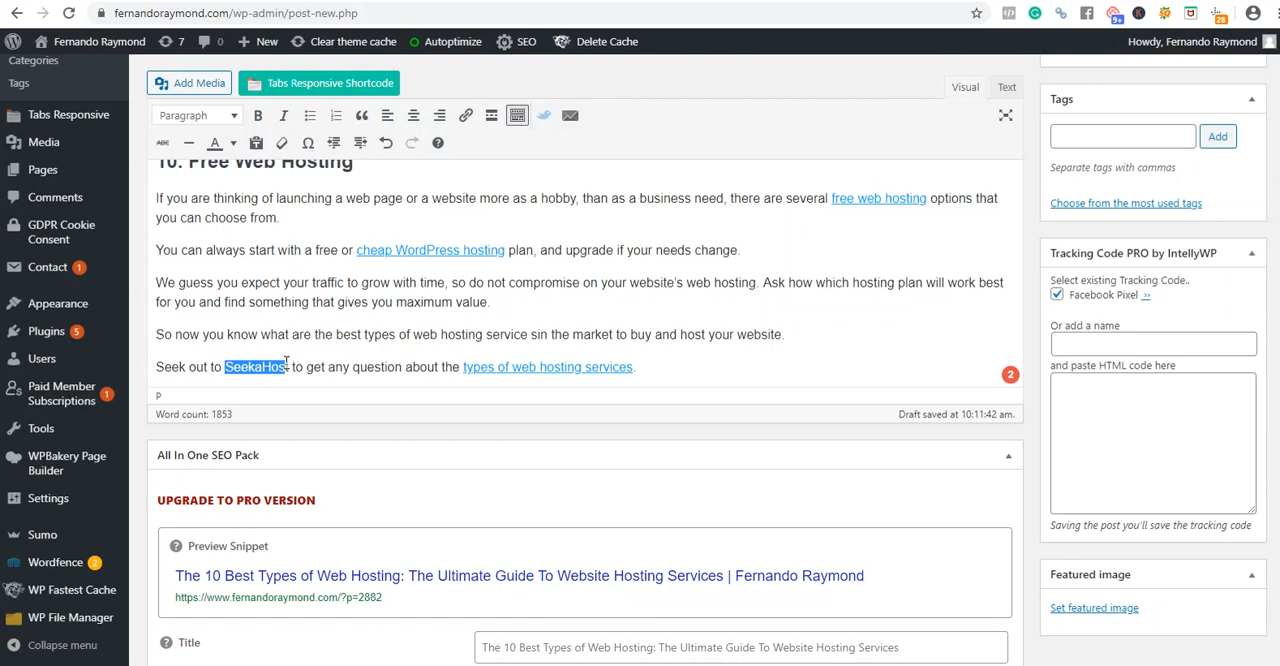 fernandoraymond.com/wp-admin/post-new.php
9+
28
Fernando Raymond
7
0
New
Clear theme cache
Autoptimize
SEO
Delete Cache
Howdy, Fernando Raymond
Categories
Tags
Tabs Responsive
Media
Pages
Comments
GDPR Cookie
Consent
Contact 1
Appearance
Plugins 5
Users
Paid Member
Subscriptions 1
Tools
WPBakery Page
Builder
Settings
Sumo
Wordfence 2
WP Fastest Cache
WP File Manager
Collapse menu
Add Media
Tabs Responsive Shortcode
Visual
Text
Paragraph
B
I
ABC
A
10. Free Web Hosting
If you are thinking of launching a web page or a website more as a hobby, than as a business need, there are several free web hosting options that
you can choose from.
You can always start with a free or cheap WordPress hosting plan, and upgrade if your needs change.
We guess you expect your traffic to grow with time, so do not compromise on your website's web hosting. Ask how which hosting plan will work best
for you and find something that gives you maximum value.
So now you know what are the best types of web hosting service sin the market to buy and host your website.
Seek out to SeekaHost to get any question about the types of web hosting services.
2
p
Word count: 1853
Draft saved at 10:11:42 am.
All In One SEO Pack
UPGRADE TO PRO VERSION
Preview Snippet
The 10 Best Types of Web Hosting: The Ultimate Guide To Website Hosting Services | Fernando Raymond
https://www.fernandoraymond.com/?p=2882
Title
The 10 Best Types of Web Hosting: The Ultimate Guide To Website Hosting Services
Tags
Add
Separate tags with commas
Choose from the most used tags
Tracking Code PRO by IntellyWP
Select existing Tracking Code..
Facebook Pixel ››
Or add a name
and paste HTML code here
Saving the post you'll save the tracking code
Featured image
Set featured image